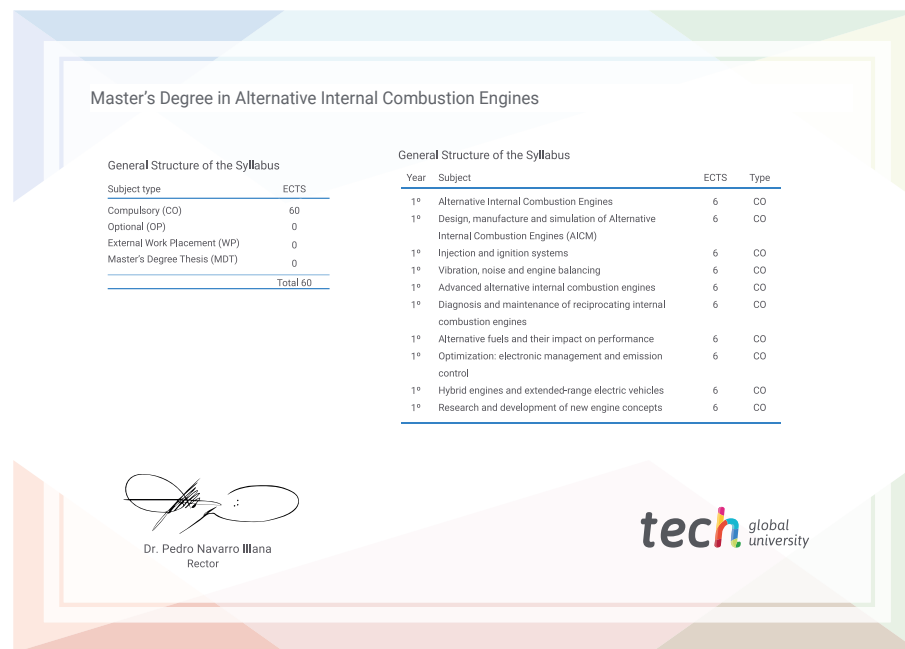 Master's Degree in Alternative Internal Combustion Engines
General Structure of the Syllabus
Subject type ECTS
Compulsory (CO) 60
Optional (OP) 0
External Work Placement (WP) 0
Master's Degree Thesis (MDT) 0
Total 60
General Structure of the Syllabus
Year Subject ECTS Type
1º Alternative Internal Combustion Engines 6 CO
1º Design, manufacture and simulation of Alternative 6 CO
Internal Combustion Engines (AICM)
1º Injection and ignition systems 6 CO
1º Vibration, noise and engine balancing 6 CO
1º Advanced alternative internal combustion engines 6 CO
1º Diagnosis and maintenance of reciprocating internal 6 CO
combustion engines
1º Alternative fuels and their impact on performance 6 CO
1º Optimization: electronic management and emission 6 CO
control
1º Hybrid engines and extended-range electric vehicles 6 CO
1º Research and development of new engine concepts 6 CO
Dr. Pedro Navarro Illana
Rector
tech global
university